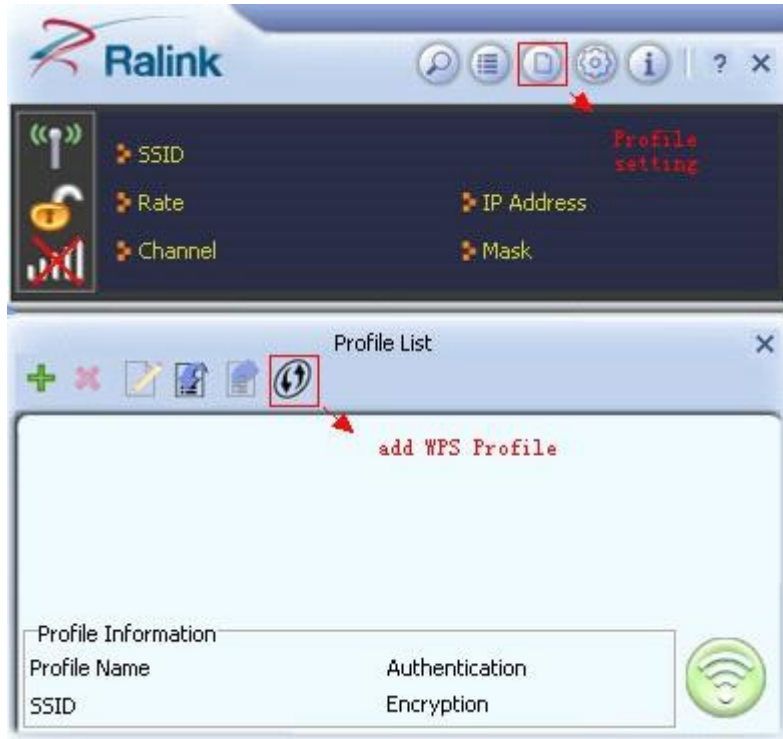 Ralink
i ? ×
Profile
setting
SSID
Rate
IP Address
Channel
Mask
Profile List
add WPS Profile
Profile Information
Profile Name
Authentication
SSID
Encryption